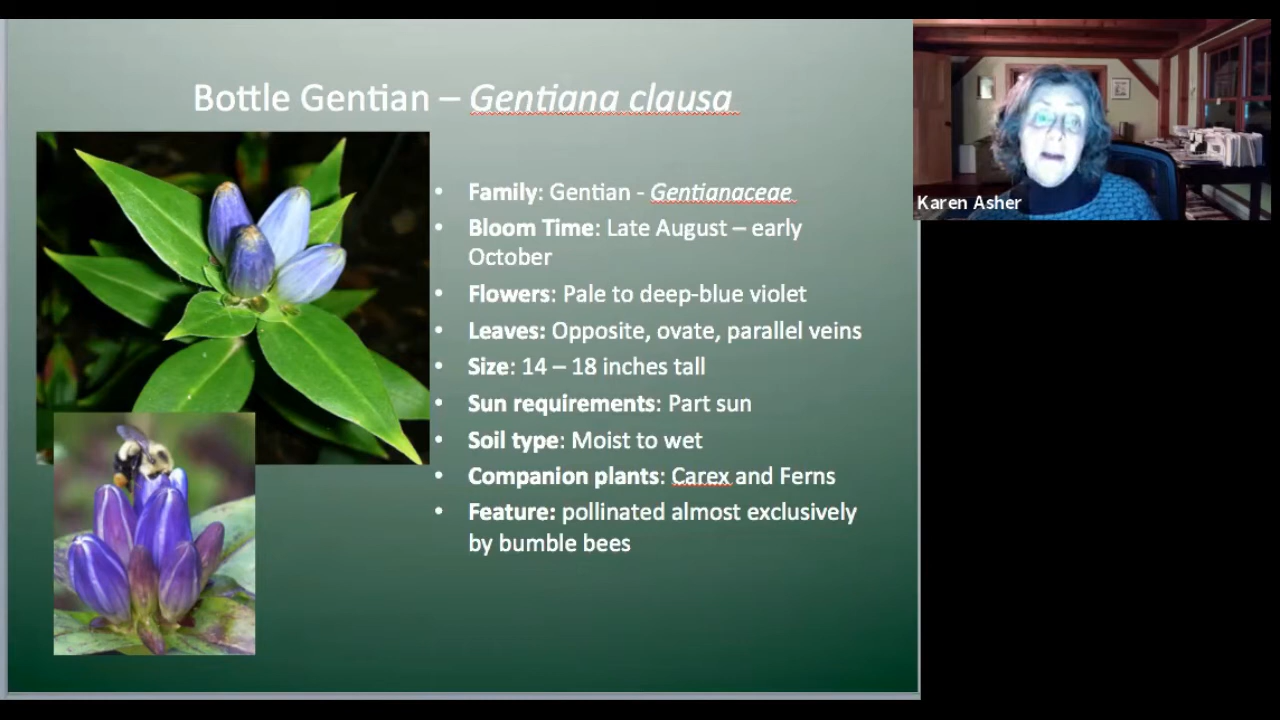 Bottle Gentian – Gentiana clausa
• Family: Gentian - Gentianaceae
• Bloom Time: Late August – early
October
• Flowers: Pale to deep-blue violet
• Leaves: Opposite, ovate, parallel veins
• Size: 14 – 18 inches tall
• Sun requirements: Part sun
• Soil type: Moist to wet
• Companion plants: Carex and Ferns
• Feature: pollinated almost exclusively
by bumble bees
Karen Asher